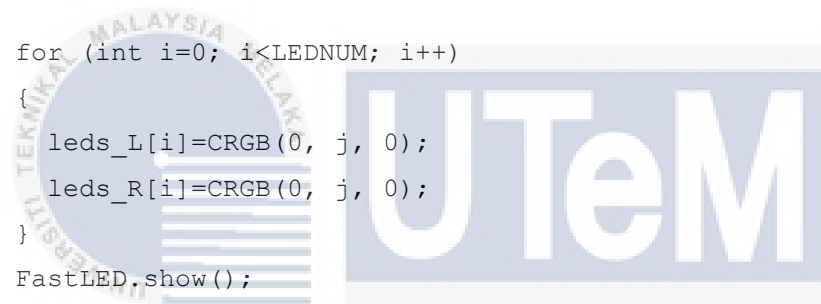 for (int i=0; i<LEDNUM; i++)
{
  leds_L[i]=CRGB(0, j, 0);
  leds_R[i]=CRGB(0, j, 0);
}
FastLED.show();
UTeM